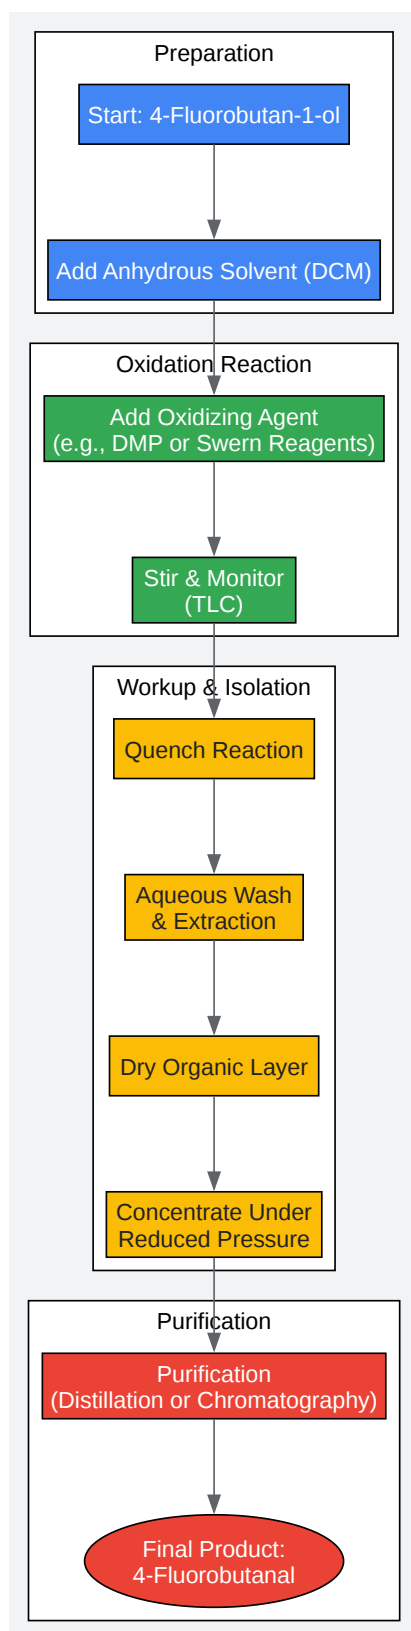 Preparation
Start: 4-Fluorobutan-1-ol
Add Anhydrous Solvent (DCM)
Oxidation Reaction
Add Oxidizing Agent
(e.g., DMP or Swern Reagents)
Stir & Monitor
(TLC)
Workup & Isolation
Quench Reaction
Aqueous Wash
& Extraction
Dry Organic Layer
Concentrate Under
Reduced Pressure
Purification
Purification
(Distillation or Chromatography)
Final Product:
4-Fluorobutanal